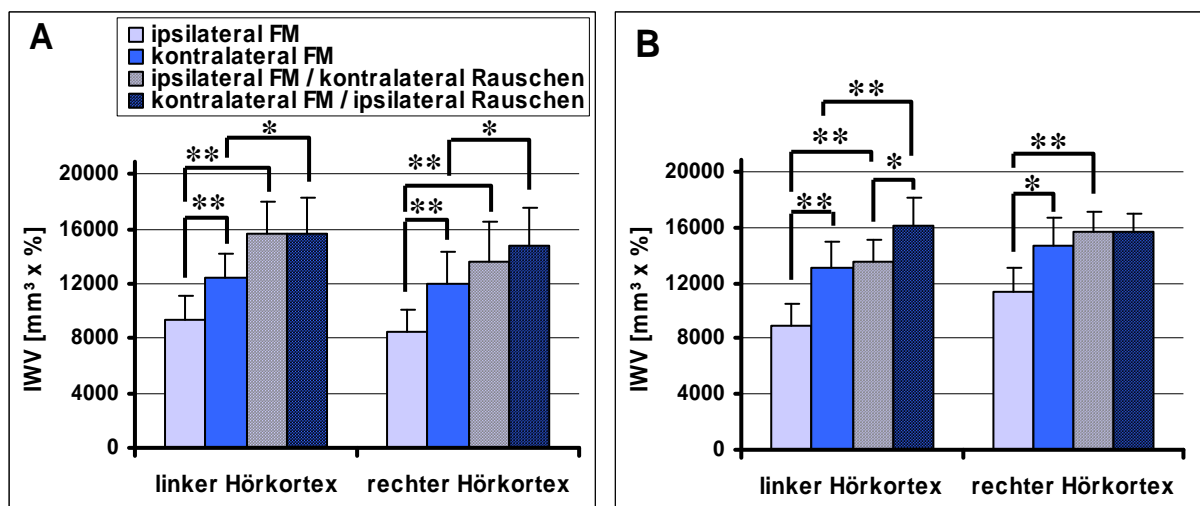 A
ipsilateral FM
kontralateral FM
ipsilateral FM / kontralateral Rauschen
kontralateral FM / ipsilateral Rauschen
** ** *
** ** *
IWV [mm³ x %]
20000
16000
12000
8000
4000
0
linker Hörkortex rechter Hörkortex
B
** ** ** *
** *
IWV [mm³ x %]
20000
16000
12000
8000
4000
0
linker Hörkortex rechter Hörkortex